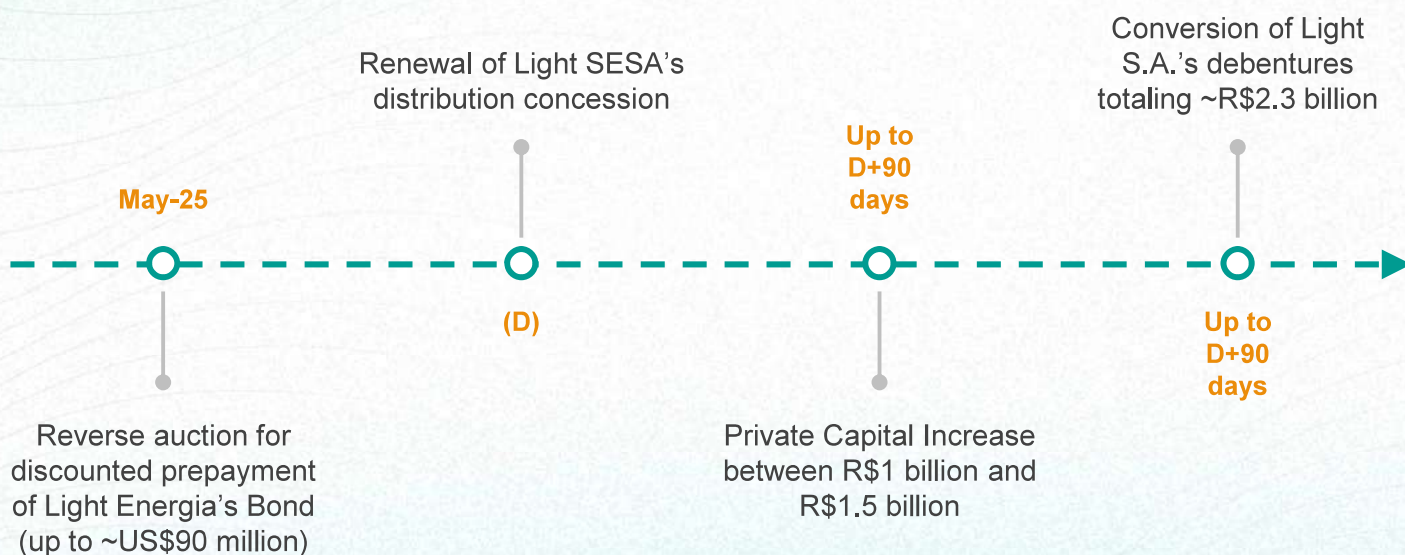 May-25
Reverse auction for
discounted prepayment
of Light Energia’s Bond
(up to ~US$90 million)
Renewal of Light SESA’s
distribution concession
(D)
Up to
D+90
days
Private Capital Increase
between R$1 billion and
R$1.5 billion
Conversion of Light
S.A.’s debentures
totaling ~R$2.3 billion
Up to
D+90
days